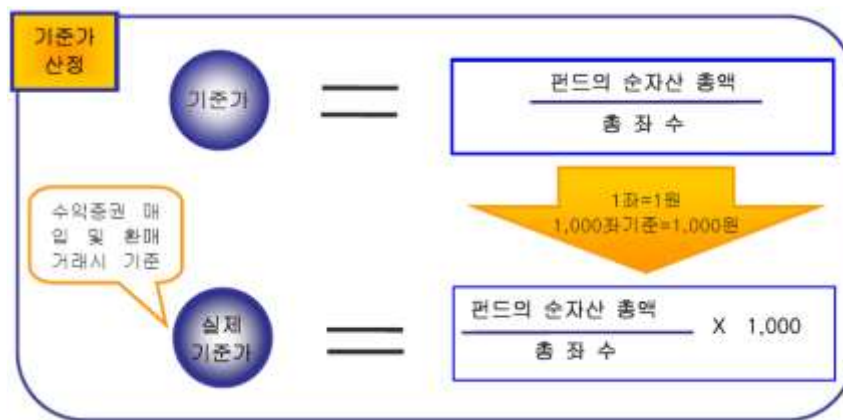 기준가
산정
기준가
펀드의 순자산 총액
총 좌 수
1좌=1원
1,000좌기준=1,000원
수익증권 매
입 및 환매
거래시 기준
실제
기준가
펀드의 순자산 총액
총 좌 수
X 1,000